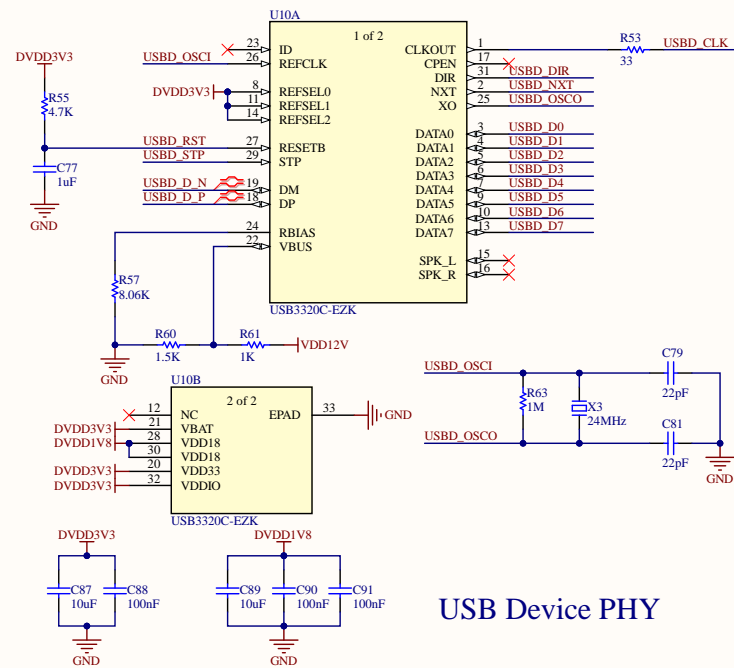 U10A
1 of 2
23 ID
USBD_OSCI 26 REFCLK
DVDD3V3 8 REFSEL0
11 REFSEL1
14 REFSEL2
USBD_RST 27 RESETB
USBD_STP 29 STP
USBD_D_N 19 DM
USBD_D_P 18 DP
24 RBIAS
22 VBUS
CLKOUT 1 R53 33 USBD_CLK
CPEN 17
DIR 31 USBD_DIR
NXT 2 USBD_NXT
XO 25 USBD_OSCO
DATA0 3 USBD_D0
DATA1 4 USBD_D1
DATA2 5 USBD_D2
DATA3 6 USBD_D3
DATA4 7 USBD_D4
DATA5 9 USBD_D5
DATA6 10 USBD_D6
DATA7 13 USBD_D7
SPK_L 15
SPK_R 16
USB3320C-EZK
DVDD3V3
R55
4.7K
C77
1uF
GND
R57
8.06K
R60
1.5K
R61
1K
VDD12V
GND
U10B
2 of 2
12 NC
DVDD3V3 21 VBAT
DVDD1V8 28 VDD18
30 VDD18
DVDD3V3 20 VDD33
DVDD3V3 32 VDDIO
EPAD 33 GND
USB3320C-EZK
USBD_OSCI
USBD_OSCO
R63
1M
X3
24MHz
C79
22pF
C81
22pF
GND
DVDD3V3
C87
10uF
C88
100nF
GND
DVDD1V8
C89
10uF
C90
100nF
C91
100nF
GND
USB Device PHY